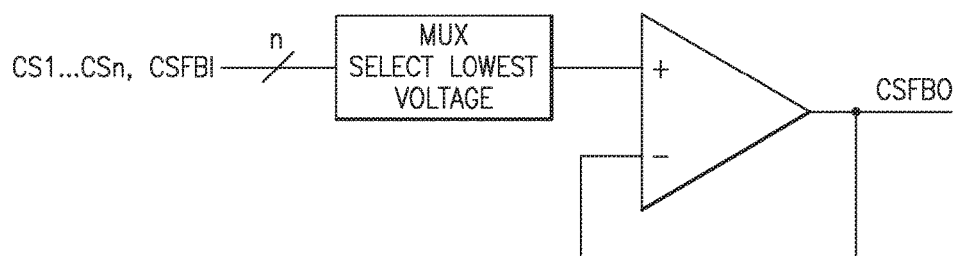 n
CS1...CSn, CSFBI
MUX
SELECT LOWEST
VOLTAGE
+
−
CSFBO